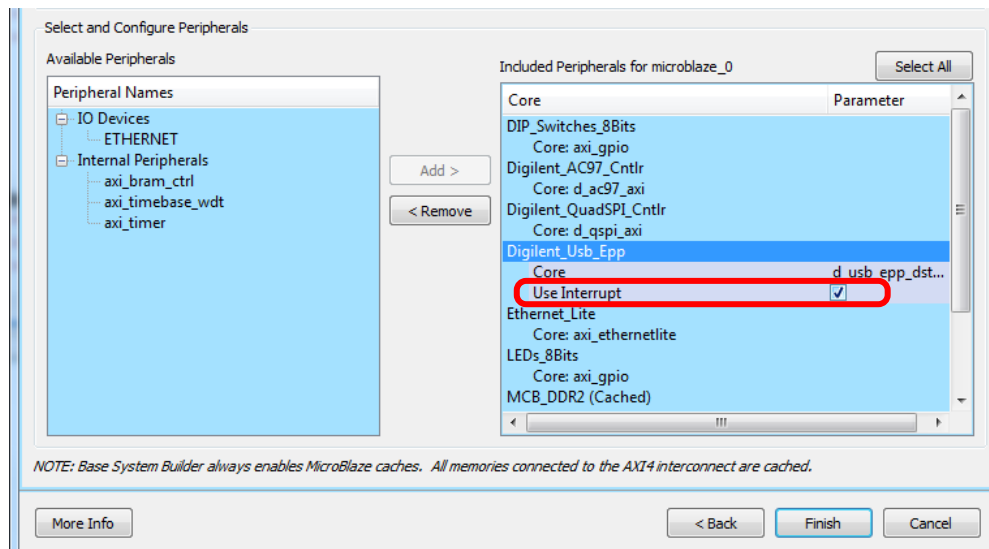 Select and Configure Peripherals
Available Peripherals
Included Peripherals for microblaze_0
Select All
Peripheral Names
IO Devices
ETHERNET
Internal Peripherals
axi_bram_ctrl
axi_timebase_wdt
axi_timer
Add >
< Remove
Core Parameter
DIP_Switches_8Bits
Core: axi_gpio
Digilent_AC97_Cntlr
Core: d_ac97_axi
Digilent_QuadSPI_Cntlr
Core: d_qspi_axi
Digilent_Usb_Epp
Core d_usb_epp_dst...
Use Interrupt
Ethernet_Lite
Core: axi_ethernetlite
LEDs_8Bits
Core: axi_gpio
MCB_DDR2 (Cached)
NOTE: Base System Builder always enables MicroBlaze caches. All memories connected to the AXI4 interconnect are cached.
More Info
< Back
Finish
Cancel